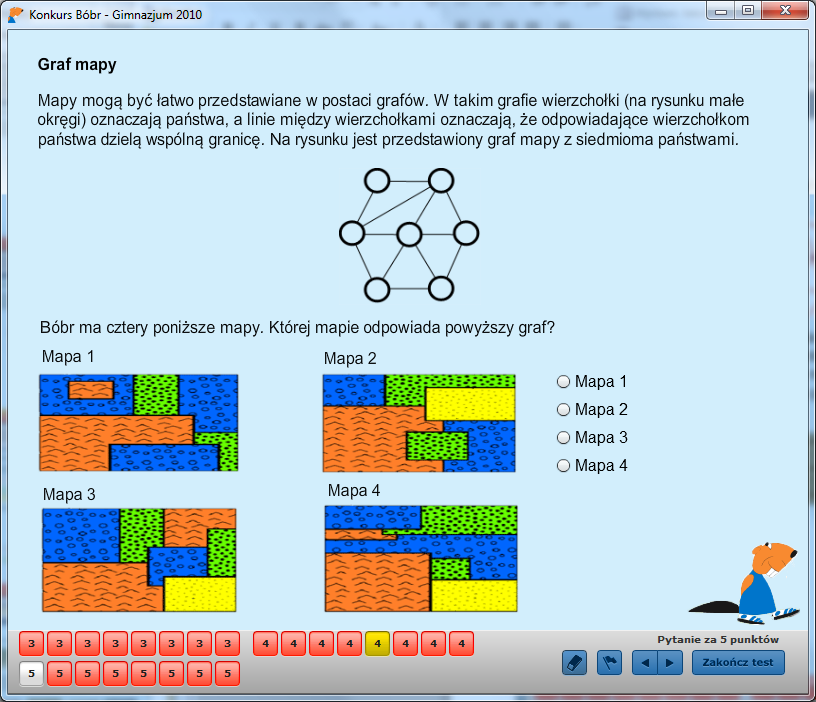 Konkurs Bóbr - Gimnazjum 2010
Graf mapy
Mapy mogą być łatwo przedstawiane w postaci grafów. W takim grafie wierzchołki (na rysunku małe
okręgi) oznaczają państwa, a linie między wierzchołkami oznaczają, że odpowiadające wierzchołkom
państwa dzielą wspólną granicę. Na rysunku jest przedstawiony graf mapy z siedmioma państwami.
Bóbr ma cztery poniższe mapy. Której mapie odpowiada powyższy graf?
Mapa 1
Mapa 2
Mapa 3
Mapa 4
Mapa 1
Mapa 2
Mapa 3
Mapa 4
3 3 3 3 3 3 3 3 4 4 4 4 4 4 4 4
5 5 5 5 5 5 5 5
Pytanie za 5 punktów
Zakończ test